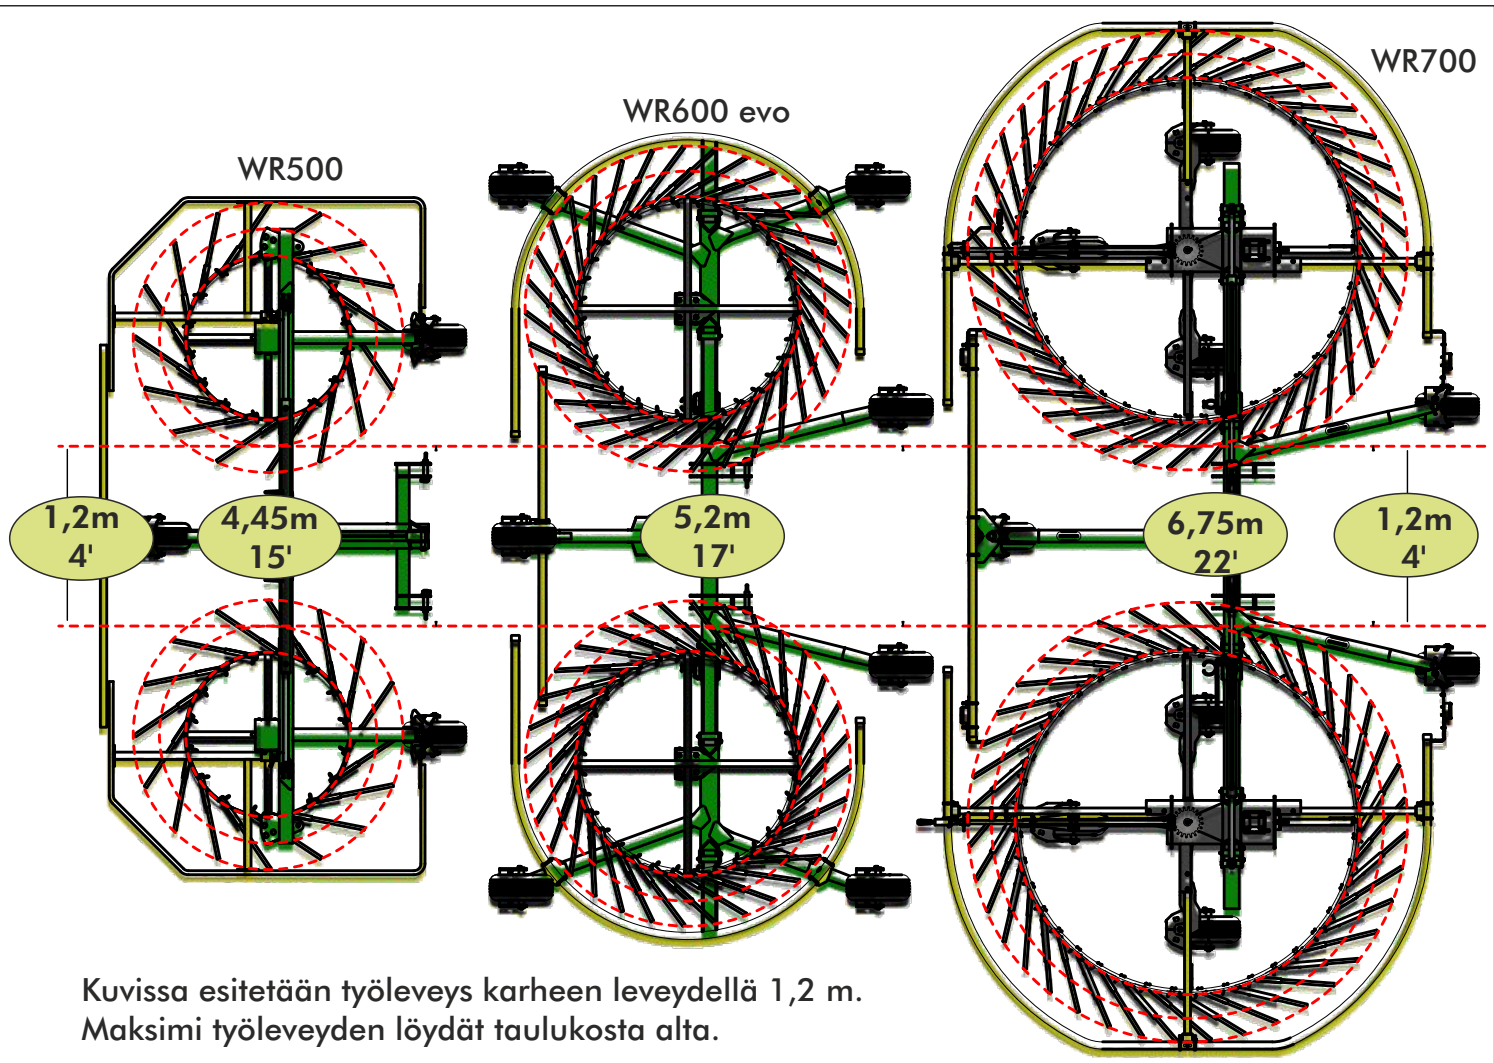 WR700
WR600 evo
WR500
1,2m
4'
4,45m
15'
5,2m
17'
6,75m
22'
1,2m
4'
Kuvissa esitetään työleveys karheen leveydellä 1,2 m.
Maksimi työleveyden löydät taulukosta alta.